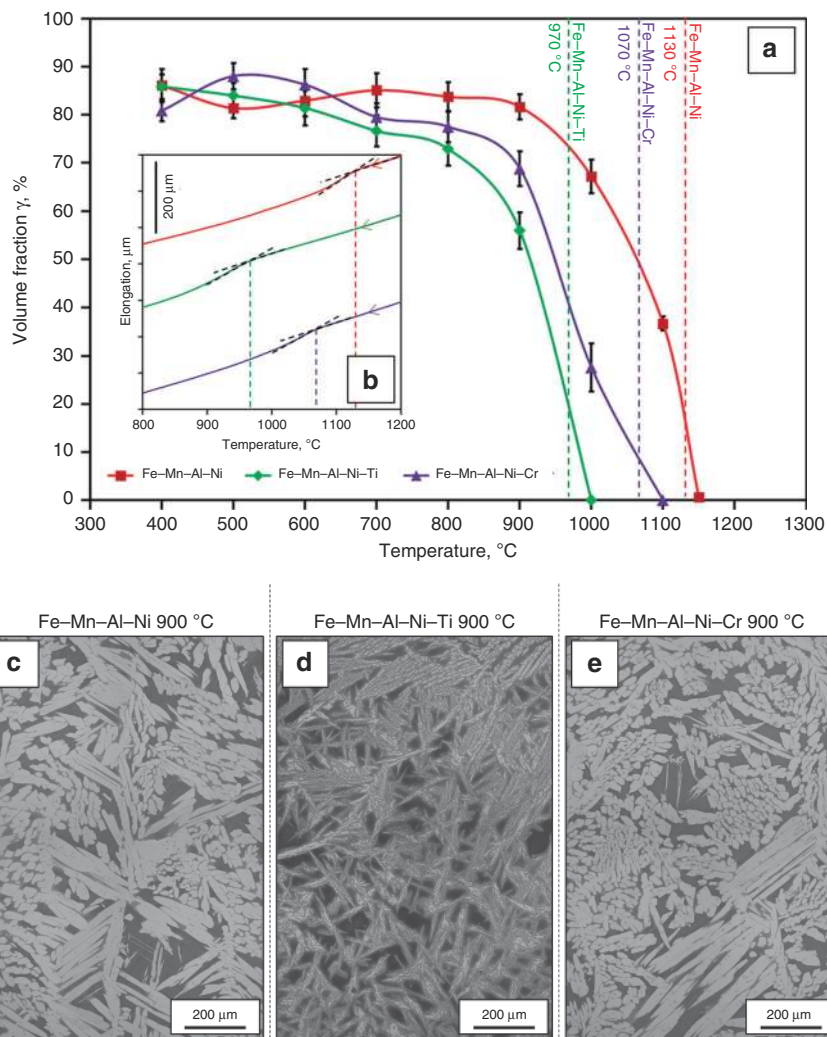 100
90
80
70
60
50
40
30
20
10
0
Volume fraction γ, %
300
400
500
600
700
800
900
1000
1100
1200
1300
Temperature, °C
a
Fe–Mn–Al–Ni–Ti
970 °C
Fe–Mn–Al–Ni–Cr
1070 °C
Fe–Mn–Al–Ni
1130 °C
200 μm
Elongation, μm
b
800
900
1000
1100
1200
Temperature, °C
Fe–Mn–Al–Ni
Fe–Mn–Al–Ni–Ti
Fe–Mn–Al–Ni–Cr
Fe–Mn–Al–Ni 900 °C
c
200 μm
Fe–Mn–Al–Ni–Ti 900 °C
d
200 μm
Fe–Mn–Al–Ni–Cr 900 °C
e
200 μm